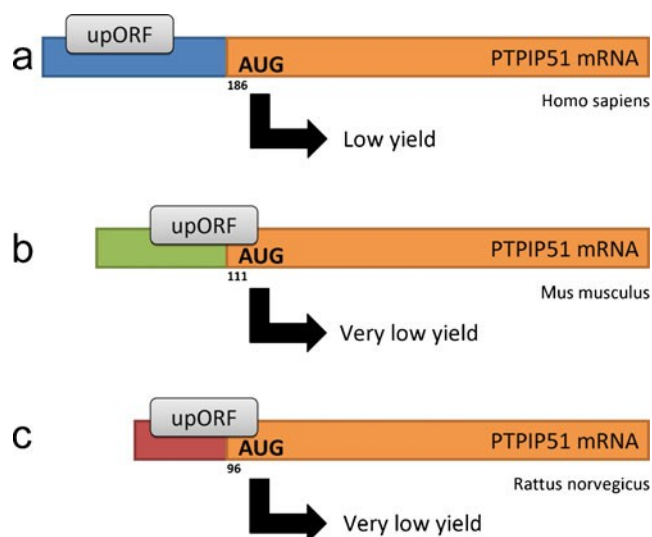 upORF
a
AUG
PTPIP51 mRNA
186
Homo sapiens
Low yield
upORF
b
AUG
PTPIP51 mRNA
111
Mus musculus
Very low yield
upORF
c
AUG
PTPIP51 mRNA
96
Rattus norvegicus
Very low yield